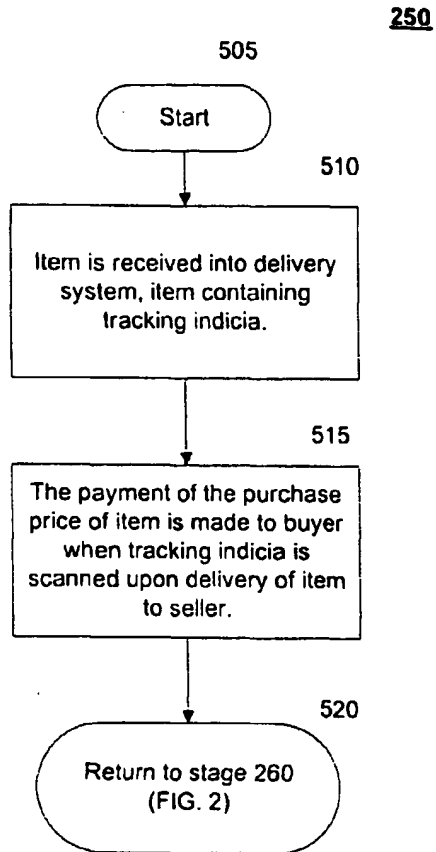 250
505
Start
510
Item is received into delivery
system, item containing
tracking indicia.
515
The payment of the purchase
price of item is made to buyer
when tracking indicia is
scanned upon delivery of item
to seller.
520
Return to stage 260
(FIG. 2)